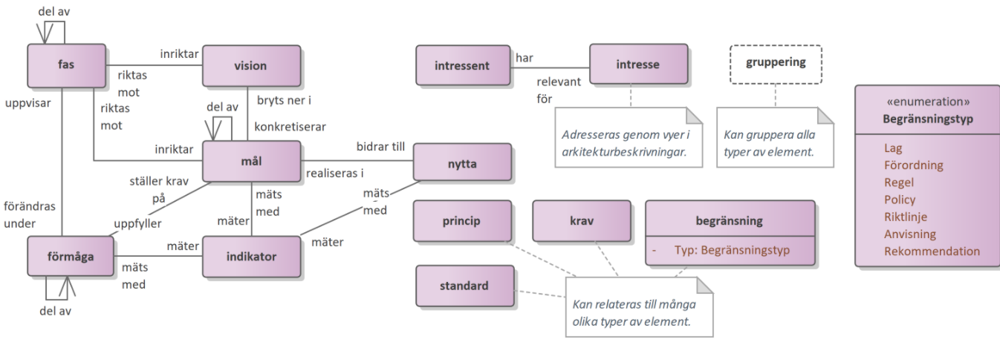 del av
fas
inriktar
vision
riktas
mot
uppvisar
riktas
mot
bryts ner i
del av
konkretiserar
inriktar
mål
bidrar till
nytta
realiseras i
ställer krav
på
mäts
med
mäts
med
förändras
under
uppfyller
mäter
mäter
förmåga
mäter
indikator
mäts
med
del av
intressent
har
intresse
relevant
för
gruppering
Adresseras genom vyer i
arkitekturbeskrivningar.
Kan gruppera alla
typer av element.
«enumeration»
Begränsningstyp
Lag
Förordning
Regel
Policy
Riktlinje
Anvisning
Rekommendation
princip
krav
begränsning
- Typ: Begränsningstyp
standard
Kan relateras till många
olika typer av element.